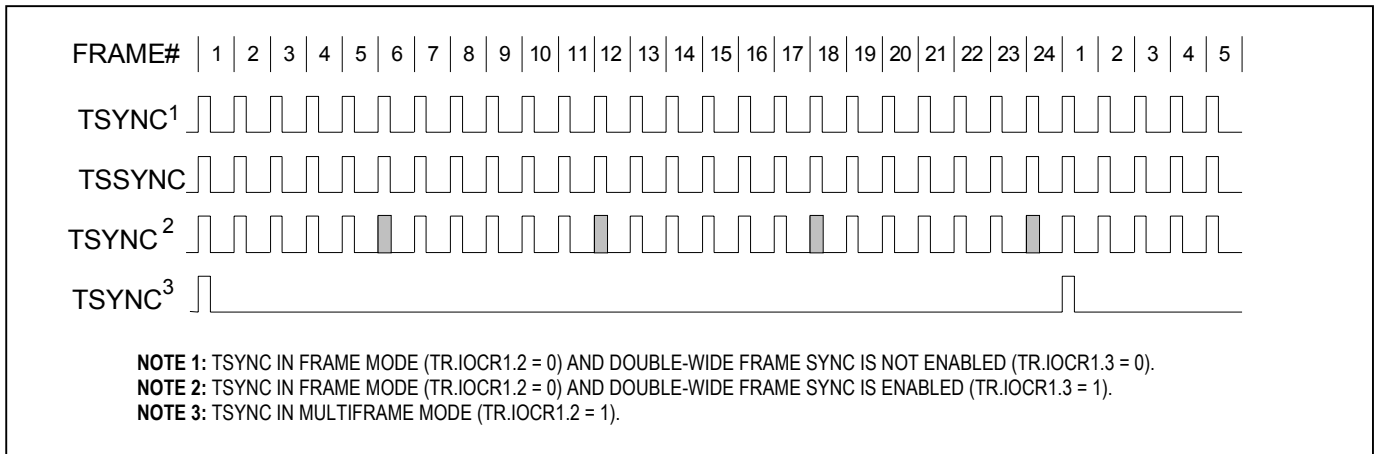 FRAME# 1 2 3 4 5 6 7 8 9 10 11 12 13 14 15 16 17 18 19 20 21 22 23 24 1 2 3 4 5
TSYNC1
TSSYNC
TSYNC2
TSYNC3
NOTE 1: TSYNC IN FRAME MODE (TR.IOCR1.2 = 0) AND DOUBLE-WIDE FRAME SYNC IS NOT ENABLED (TR.IOCR1.3 = 0).
NOTE 2: TSYNC IN FRAME MODE (TR.IOCR1.2 = 0) AND DOUBLE-WIDE FRAME SYNC IS ENABLED (TR.IOCR1.3 = 1).
NOTE 3: TSYNC IN MULTIFRAME MODE (TR.IOCR1.2 = 1).